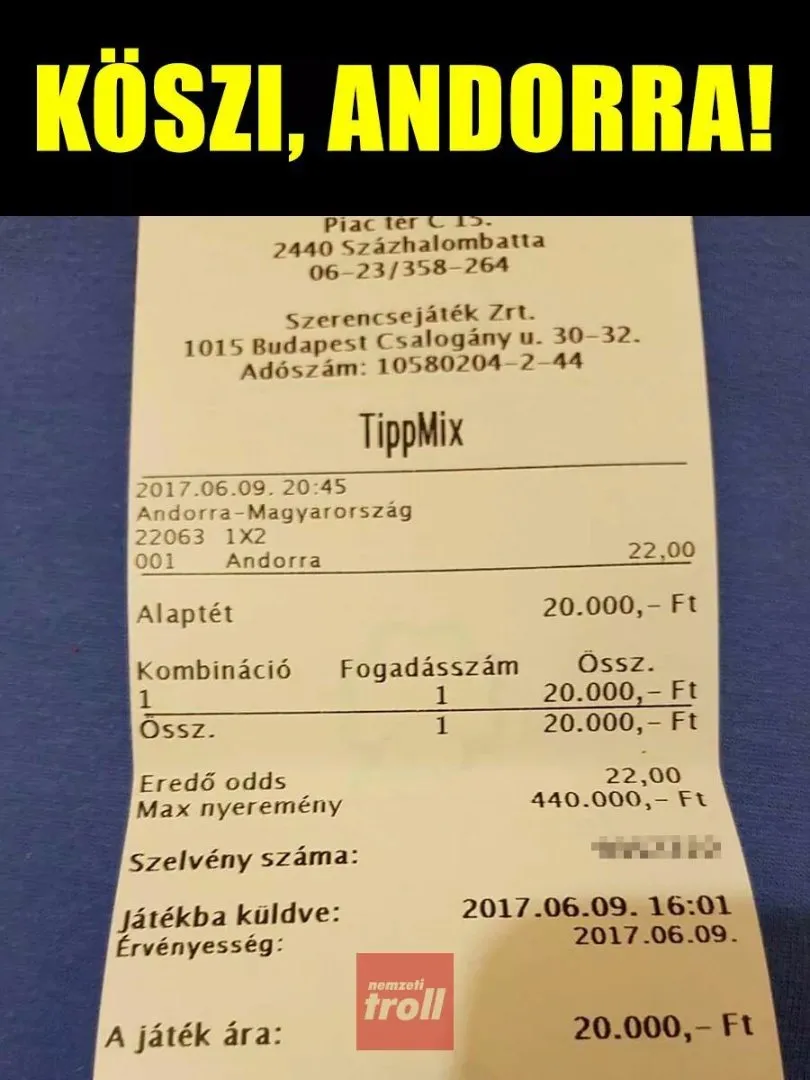 KÖSZI, ANDORRA!
Piac tér C 15.
2440 Százhalombatta
06-23/358-264
Szerencsejáték Zrt.
1015 Budapest Csalogány u. 30-32.
Adószám: 10580204-2-44
TippMix
2017.06.09. 20:45
Andorra-Magyarország
22063 1X2
001 Andorra 22,00
Alaptét 20.000,- Ft
Kombináció Fogadásszám Össz.
1 1 20.000,- Ft
Össz. 1 20.000,- Ft
Eredő odds 22,00
Max nyeremény 440.000,- Ft
Szelvény száma:
Játékba küldve: 2017.06.09. 16:01
Érvényesség: 2017.06.09.
nemzeti
troll
A játék ára: 20.000,- Ft